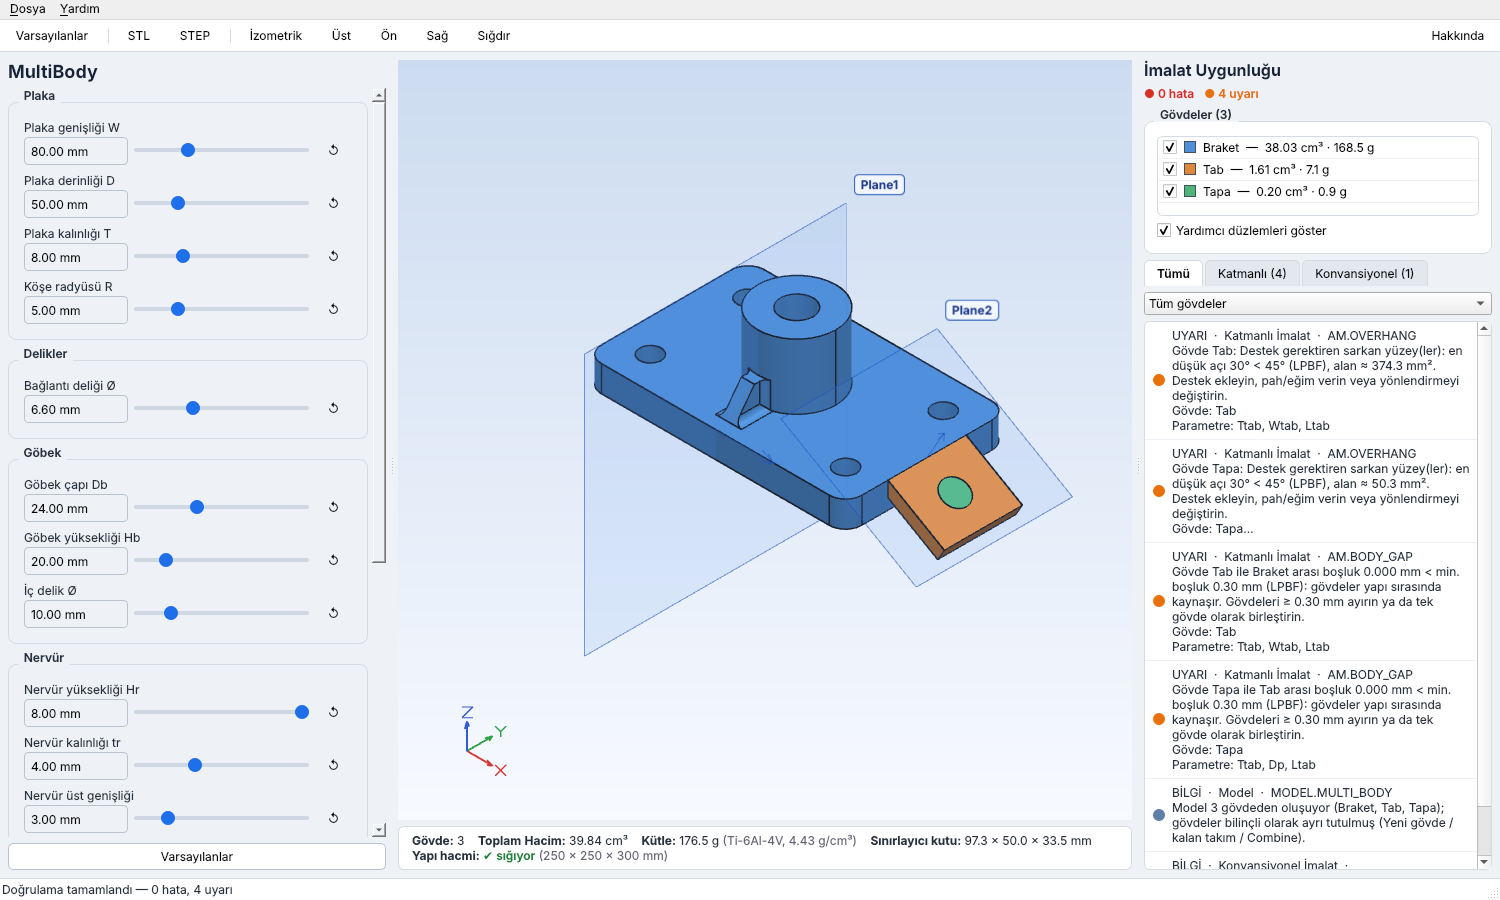 Dosya Yardım
Varsayılanlar STL STEP İzometrik Üst Ön Sağ Sığdır Hakkında
MultiBody
Plaka
Plaka genişliği W
80.00 mm
Plaka derinliği D
50.00 mm
Plaka kalınlığı T
8.00 mm
Köşe radyüsü R
5.00 mm
Delikler
Bağlantı deliği Ø
6.60 mm
Göbek
Göbek çapı Db
24.00 mm
Göbek yüksekliği Hb
20.00 mm
İç delik Ø
10.00 mm
Nervür
Nervür yüksekliği Hr
8.00 mm
Nervür kalınlığı tr
4.00 mm
Nervür üst genişliği
3.00 mm
Varsayılanlar
Plane1
Plane2
Z
Y
X
Gövde: 3 Toplam Hacim: 39.84 cm³ Kütle: 176.5 g (Ti-6Al-4V, 4.43 g/cm³) Sınırlayıcı kutu: 97.3 × 50.0 × 33.5 mm
Yapı hacmi: ✔ sığıyor (250 × 250 × 300 mm)
İmalat Uygunluğu
0 hata 4 uyarı
Gövdeler (3)
Braket — 38.03 cm³ · 168.5 g
Tab — 1.61 cm³ · 7.1 g
Tapa — 0.20 cm³ · 0.9 g
Yardımcı düzlemleri göster
Tümü Katmanlı (4) Konvansiyonel (1)
Tüm gövdeler
UYARI · Katmanlı İmalat · AM.OVERHANG
Gövde Tab: Destek gerektiren sarkan yüzey(ler): en
düşük açı 30° < 45° (LPBF), alan ≈ 374.3 mm².
Destek ekleyin, pah/eğim verin veya yönlendirmeyi
değiştirin.
Gövde: Tab
Parametre: Ttab, Wtab, Ltab
UYARI · Katmanlı İmalat · AM.OVERHANG
Gövde Tapa: Destek gerektiren sarkan yüzey(ler): en
düşük açı 30° < 45° (LPBF), alan ≈ 50.3 mm².
Destek ekleyin, pah/eğim verin veya yönlendirmeyi
değiştirin.
Gövde: Tapa...
UYARI · Katmanlı İmalat · AM.BODY_GAP
Gövde Tab ile Braket arası boşluk 0.000 mm < min.
boşluk 0.30 mm (LPBF): gövdeler yapı sırasında
kaynaşır. Gövdeleri ≥ 0.30 mm ayırın ya da tek
gövde olarak birleştirin.
Gövde: Tab
Parametre: Ttab, Wtab, Ltab
UYARI · Katmanlı İmalat · AM.BODY_GAP
Gövde Tapa ile Tab arası boşluk 0.000 mm < min.
boşluk 0.30 mm (LPBF): gövdeler yapı sırasında
kaynaşır. Gövdeleri ≥ 0.30 mm ayırın ya da tek
gövde olarak birleştirin.
Gövde: Tapa
Parametre: Ttab, Dp, Ltab
BİLGİ · Model · MODEL.MULTI_BODY
Model 3 gövdeden oluşuyor (Braket, Tab, Tapa);
gövdeler bilinçli olarak ayrı tutulmuş (Yeni gövde /
kalan takım / Combine).
BİLGİ · Konvansiyonel İmalat ·
Doğrulama tamamlandı — 0 hata, 4 uyarı